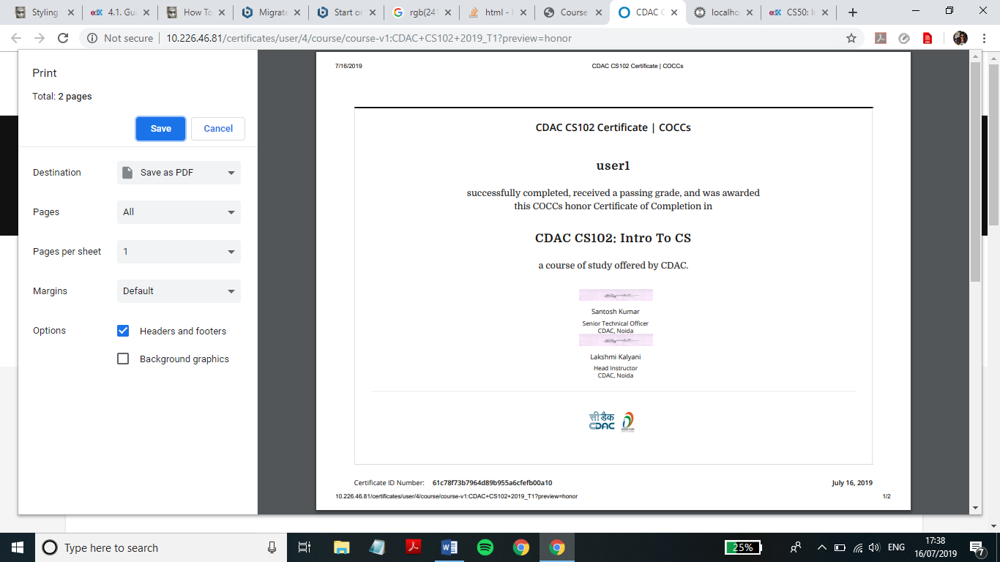 Styling
4.1. Gu
How To
Migrate
Start or
rgb(241
html -
Course
CDAC C
localho
CS50: I
Not secure
10.226.46.81/certificates/user/4/course/course-v1:CDAC+CS102+2019_T1?preview=honor
Print
Total: 2 pages
Save
Cancel
Destination
Save as PDF
Pages
All
Pages per sheet
1
Margins
Default
Options
Headers and footers
Background graphics
7/16/2019
CDAC CS102 Certificate | COCCs
CDAC CS102 Certificate | COCCs
user1
successfully completed, received a passing grade, and was awarded
this COCCs honor Certificate of Completion in
CDAC CS102: Intro To CS
a course of study offered by CDAC.
Santosh Kumar
Senior Technical Officer
CDAC, Noida
Lakshmi Kalyani
Head Instructor
CDAC, Noida
सी डैक
CDAC
Certificate ID Number: 61c78f73b7964d89b955a6cfefb00a10
July 16, 2019
10.226.46.81/certificates/user/4/course/course-v1:CDAC+CS102+2019_T1?preview=honor
1/2
Type here to search
25%
ENG
17:38
16/07/2019
7